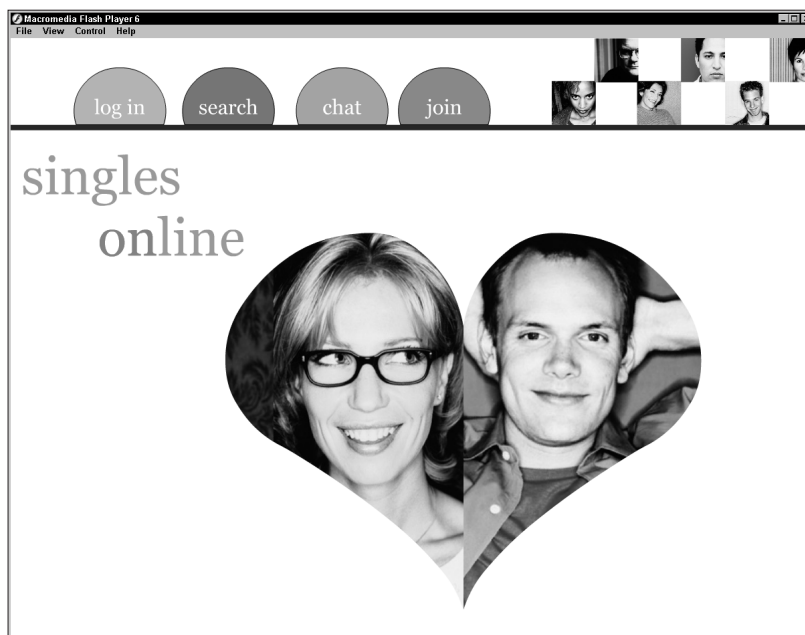 Macromedia Flash Player 6
File View Control Help
log in search chat join
singles
online